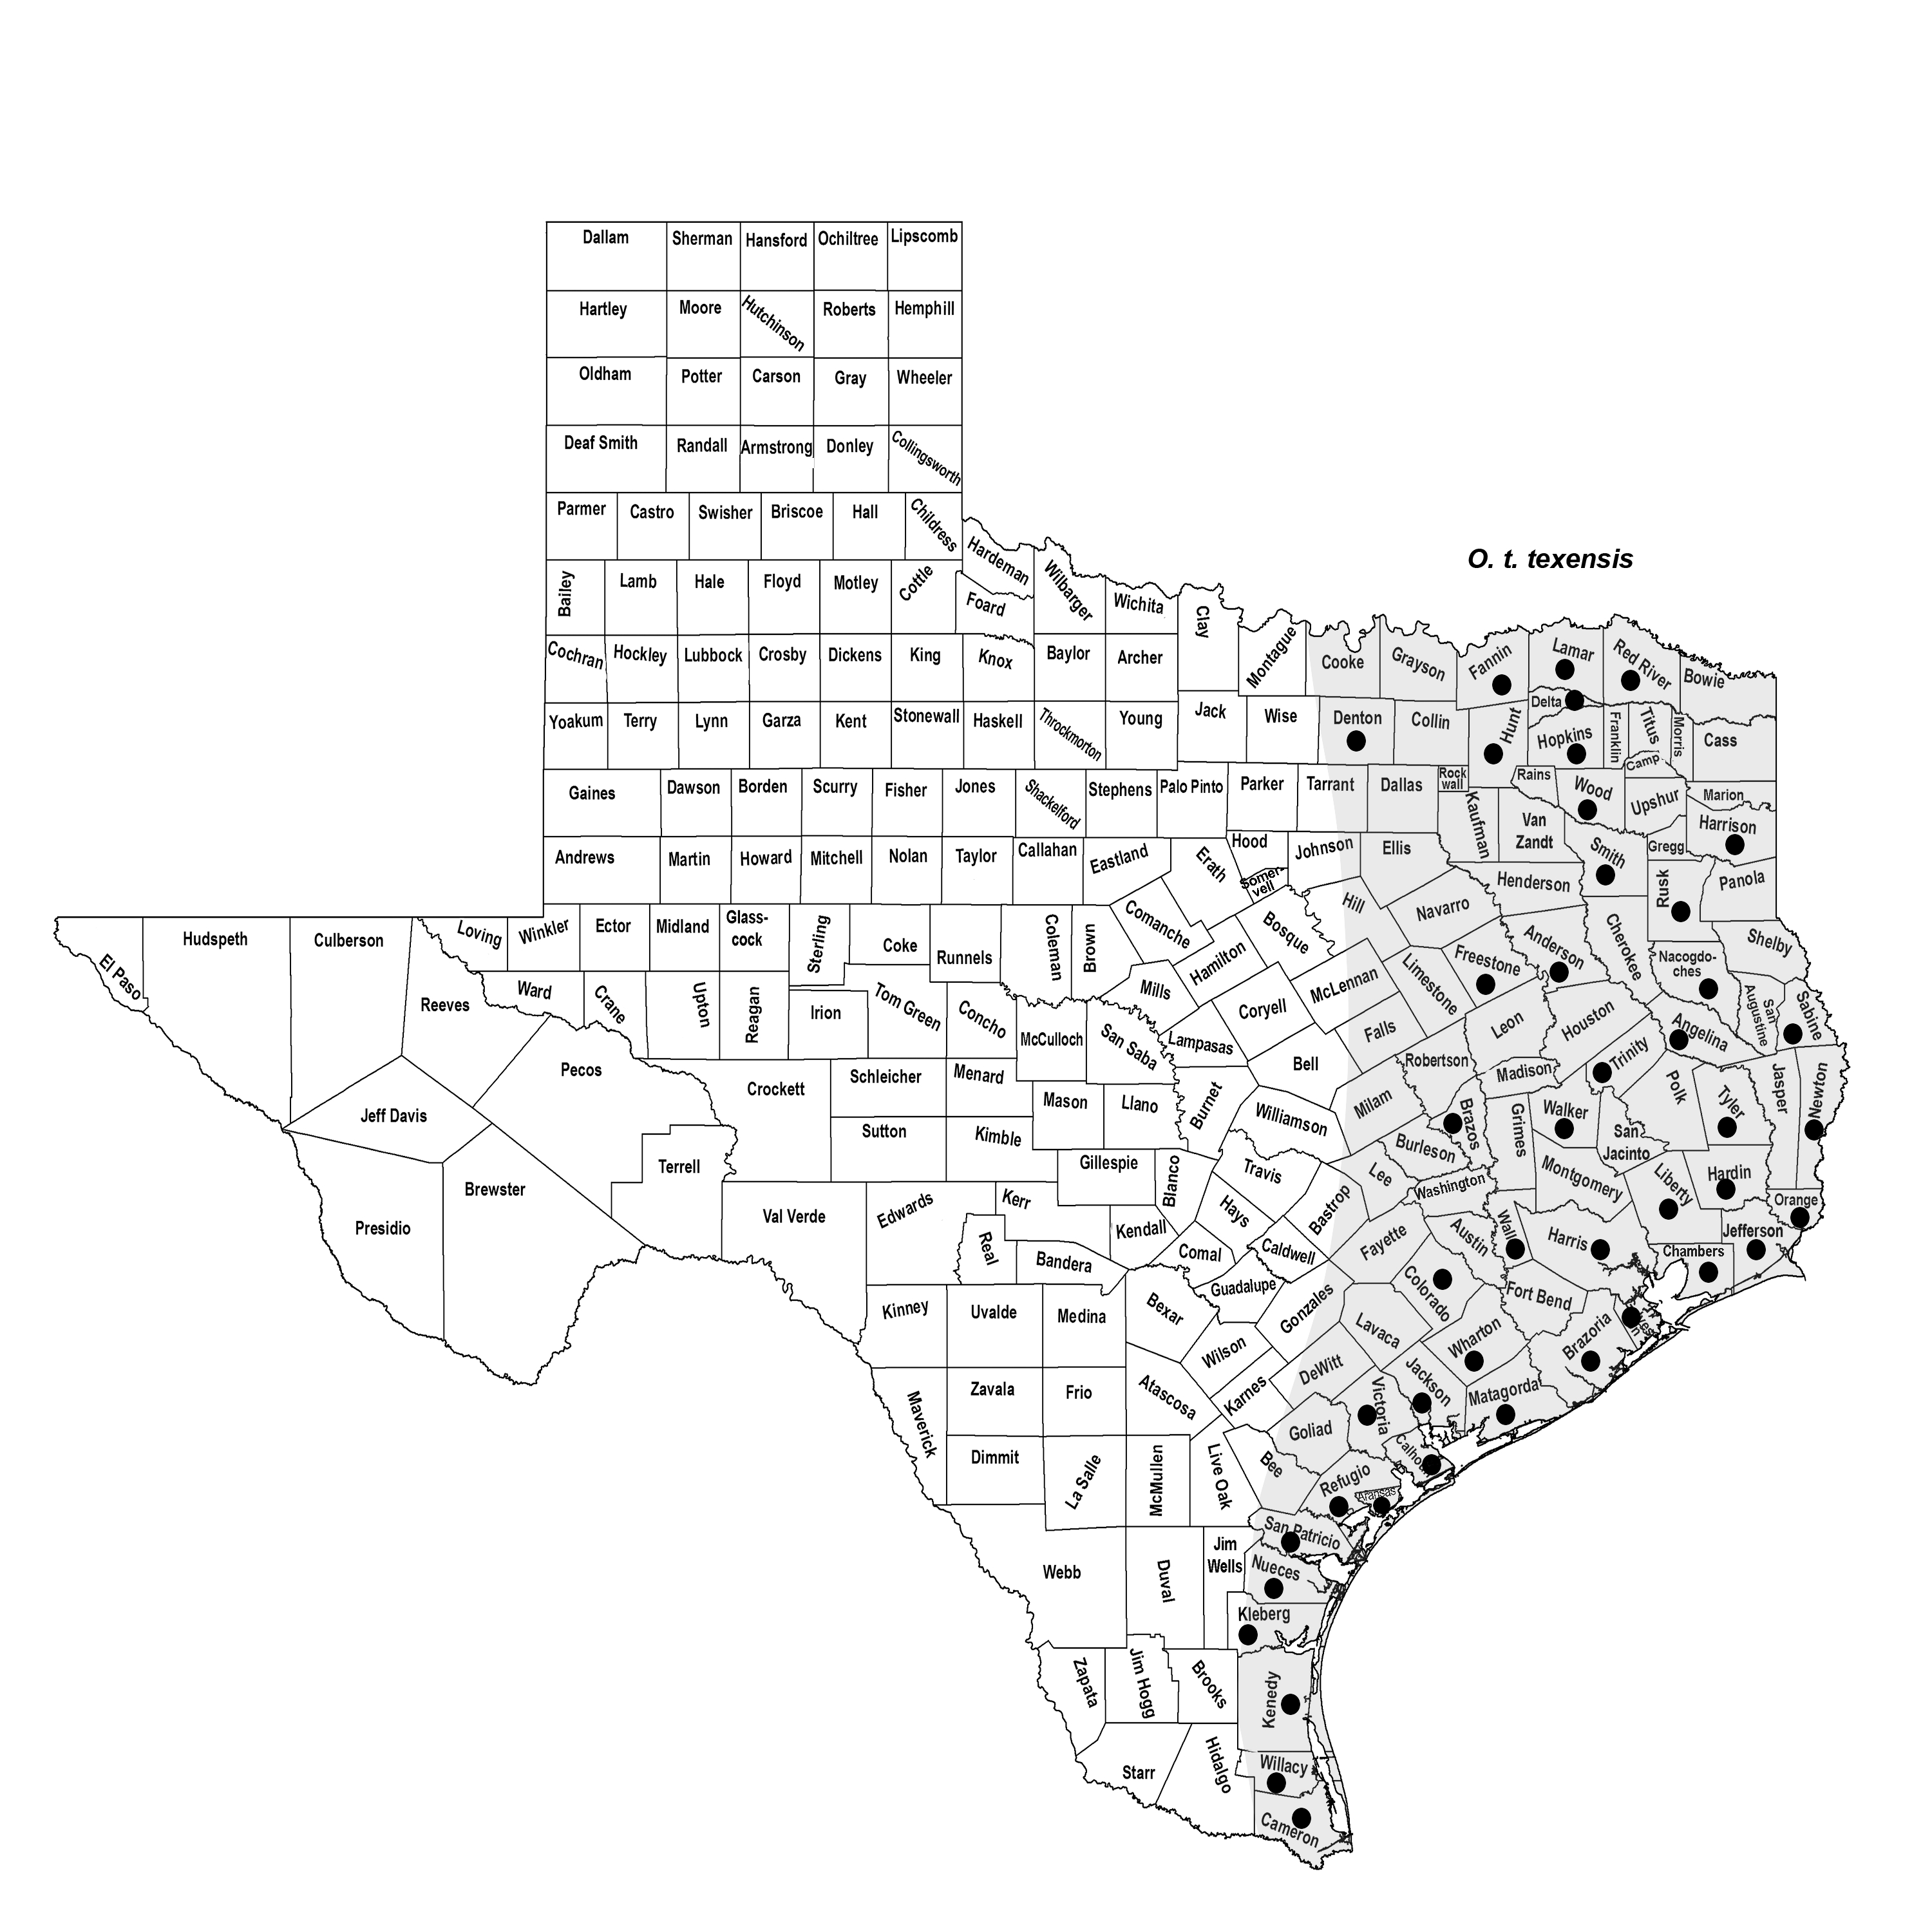 Dallam
Sherman
Hansford
Ochiltree
Lipscomb
Hartley
Moore
Hutchinson
Roberts
Hemphill
Oldham
Potter
Carson
Gray
Wheeler
Deaf Smith
Randall
Armstrong
Donley
Collingsworth
Parmer
Castro
Swisher
Briscoe
Hall
Childress
Hardeman
O. t. texensis
Bailey
Lamb
Hale
Floyd
Motley
Cottle
Foard
Wilbarger
Wichita
Clay
Montague
Cooke
Grayson
Fannin
Lamar
Red River
Bowie
Cochran
Hockley
Lubbock
Crosby
Dickens
King
Knox
Baylor
Archer
Yoakum
Terry
Lynn
Garza
Kent
Stonewall
Haskell
Throckmorton
Young
Jack
Wise
Denton
Collin
Hunt
Delta
Hopkins
Franklin
Titus
Morris
Cass
Camp
Gaines
Dawson
Borden
Scurry
Fisher
Jones
Shackelford
Stephens
Palo Pinto
Parker
Tarrant
Dallas
Rock
wall
Rains
Wood
Upshur
Marion
Harrison
Kaufman
Van
Zandt
Smith
Gregg
Andrews
Martin
Howard
Mitchell
Nolan
Taylor
Callahan
Eastland
Erath
Hood
Somer-
vell
Johnson
Ellis
Henderson
Rusk
Panola
El Paso
Hudspeth
Culberson
Loving
Winkler
Ector
Midland
Glass-
cock
Sterling
Coke
Runnels
Coleman
Brown
Comanche
Hamilton
Bosque
Hill
Navarro
Freestone
Anderson
Cherokee
Nacogdo-
ches
Shelby
Reeves
Ward
Crane
Upton
Reagan
Irion
Tom Green
Concho
McCulloch
San Saba
Mills
Lampasas
Coryell
McLennan
Limestone
Falls
Leon
Houston
Angelina
San
Augustine
Sabine
Jeff Davis
Pecos
Crockett
Schleicher
Menard
Mason
Llano
Burnet
Bell
Williamson
Milam
Robertson
Madison
Trinity
Polk
Tyler
Jasper
Newton
Presidio
Brewster
Terrell
Val Verde
Sutton
Kimble
Gillespie
Blanco
Travis
Lee
Burleson
Brazos
Grimes
Walker
San
Jacinto
Montgomery
Liberty
Hardin
Orange
Jefferson
Chambers
Edwards
Kerr
Real
Bandera
Kendall
Hays
Comal
Caldwell
Bastrop
Fayette
Washington
Austin
Harris
Kinney
Uvalde
Medina
Bexar
Guadalupe
Gonzales
Lavaca
Colorado
Fort Bend
Wharton
Brazoria
Wilson
Karnes
DeWitt
Jackson
Matagorda
Maverick
Zavala
Frio
Atascosa
Goliad
Victoria
Dimmit
La Salle
McMullen
Live Oak
Bee
Refugio
Aransas
San Patricio
Webb
Duval
Jim
Wells
Nueces
Kleberg
Zapata
Jim Hogg
Brooks
Kenedy
Starr
Hidalgo
Willacy
Cameron